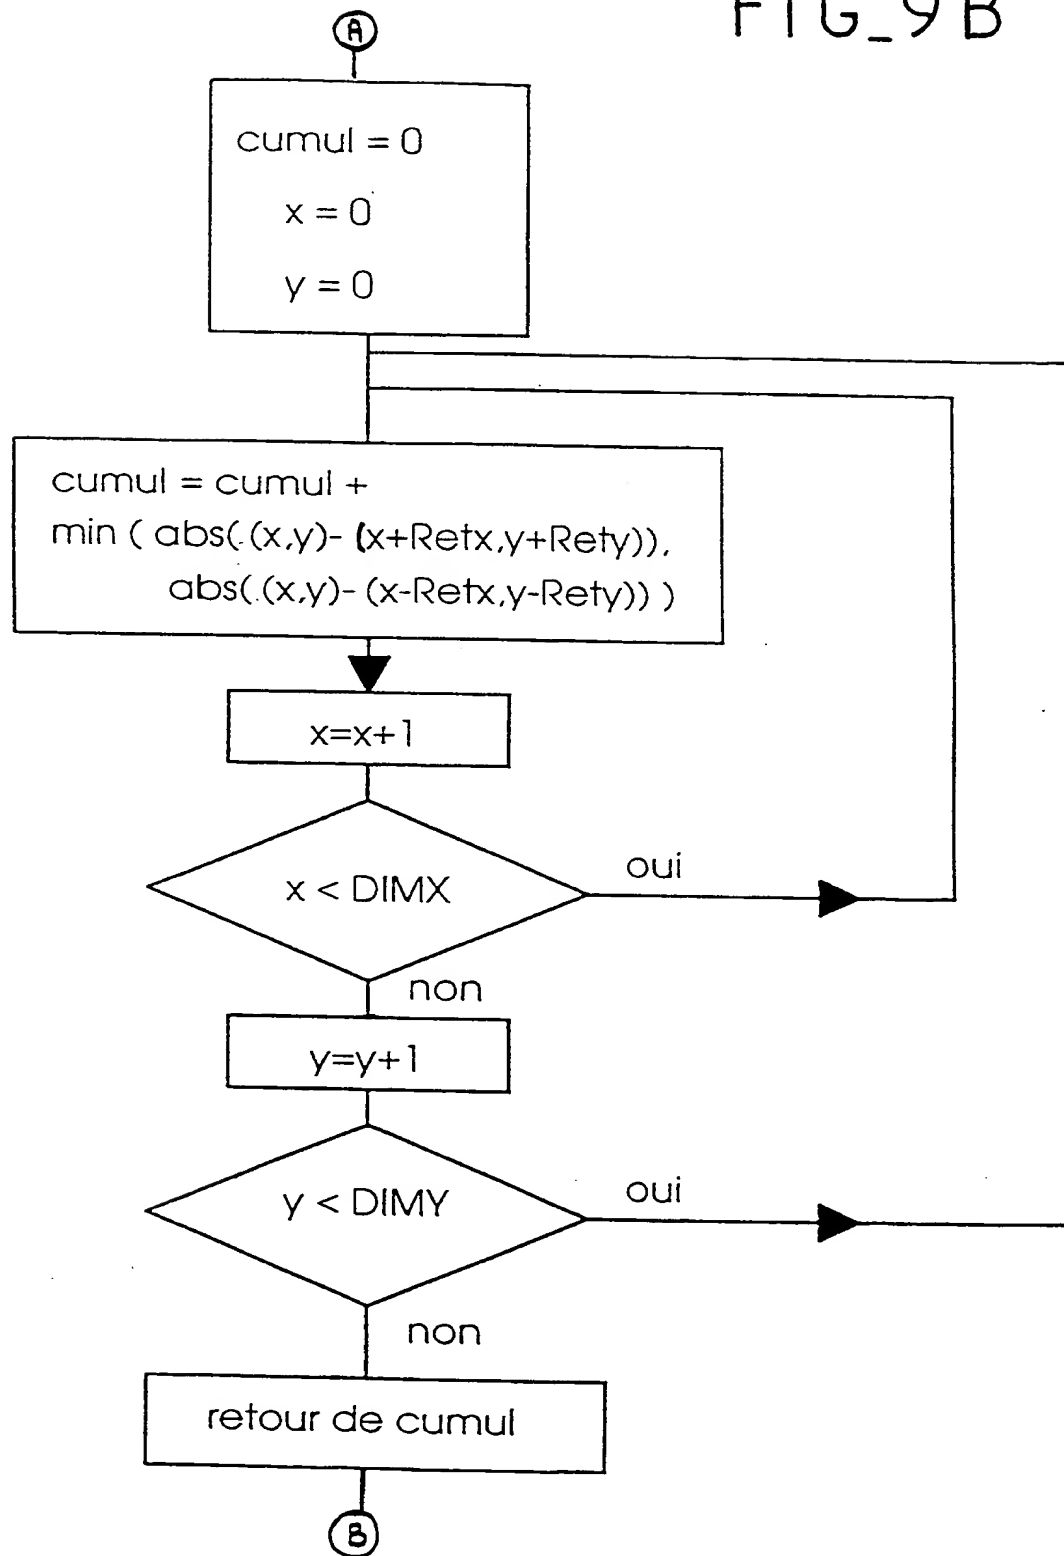 FIG_9B
A
cumul = 0
x = 0
y = 0
cumul = cumul +
min ( abs(.(x,y)- (x+Retx,y+Rety)),
abs(.(x,y)- (x-Retx,y-Rety)) )
x=x+1
x < DIMX
oui
non
y=y+1
y < DIMY
oui
non
retour de cumul
B